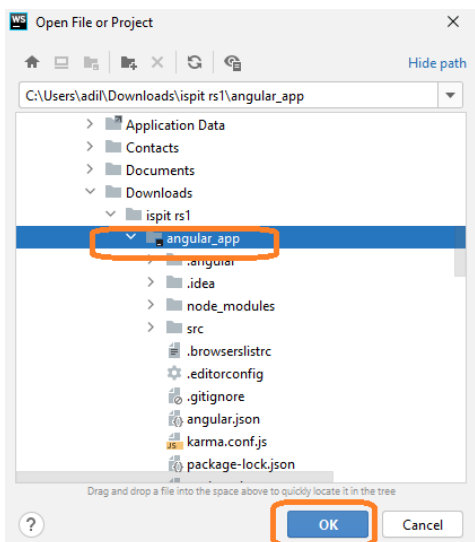 WS Open File or Project
Hide path
C:\Users\adil\Downloads\ispit rs1\angular_app
Application Data
Contacts
Documents
Downloads
ispit rs1
angular_app
.angular
.idea
node_modules
src
.browserslistrc
.editorconfig
.gitignore
angular.json
JS karma.conf.js
package-lock.json
Drag and drop a file into the space above to quickly locate it in the tree
? OK Cancel